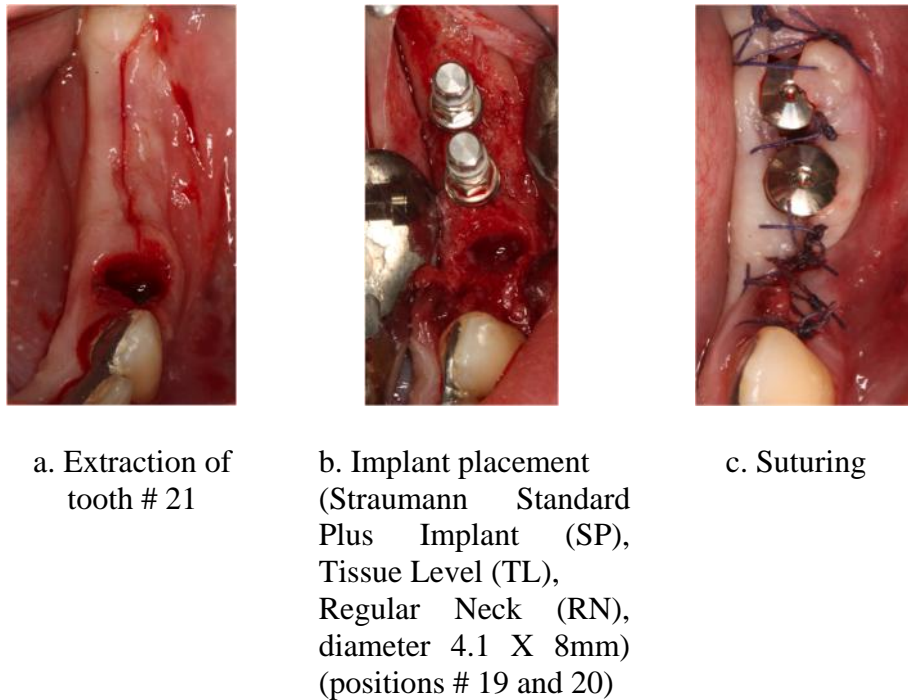 a. Extraction of
tooth # 21
b. Implant placement
(Straumann Standard
Plus Implant (SP),
Tissue Level (TL),
Regular Neck (RN),
diameter 4.1 X 8mm)
(positions # 19 and 20)
c. Suturing